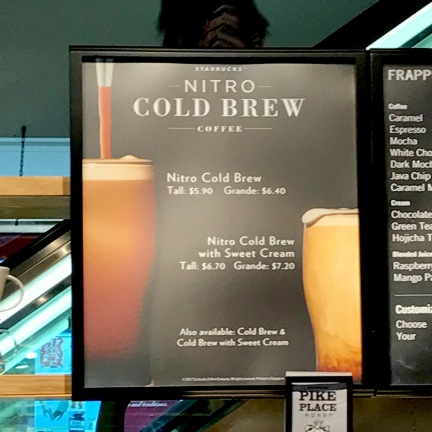 STARBUCKS
NITRO
COLD BREW
COFFEE
Nitro Cold Brew
Tall: $5.90 Grande: $6.40
Nitro Cold Brew
with Sweet Cream
Tall: $6.70 Grande: $7.20
Also available: Cold Brew &
Cold Brew with Sweet Cream
PIKE
PLACE
ROAST
FRAPP
Coffee
Caramel
Espresso
Mocha
White Cho
Dark Moch
Java Chip
Caramel M
Cream
Chocolate
Green Tea
Hojicha T
Blended Juice
Raspberry
Mango Pa
Customiz
Choose
Your